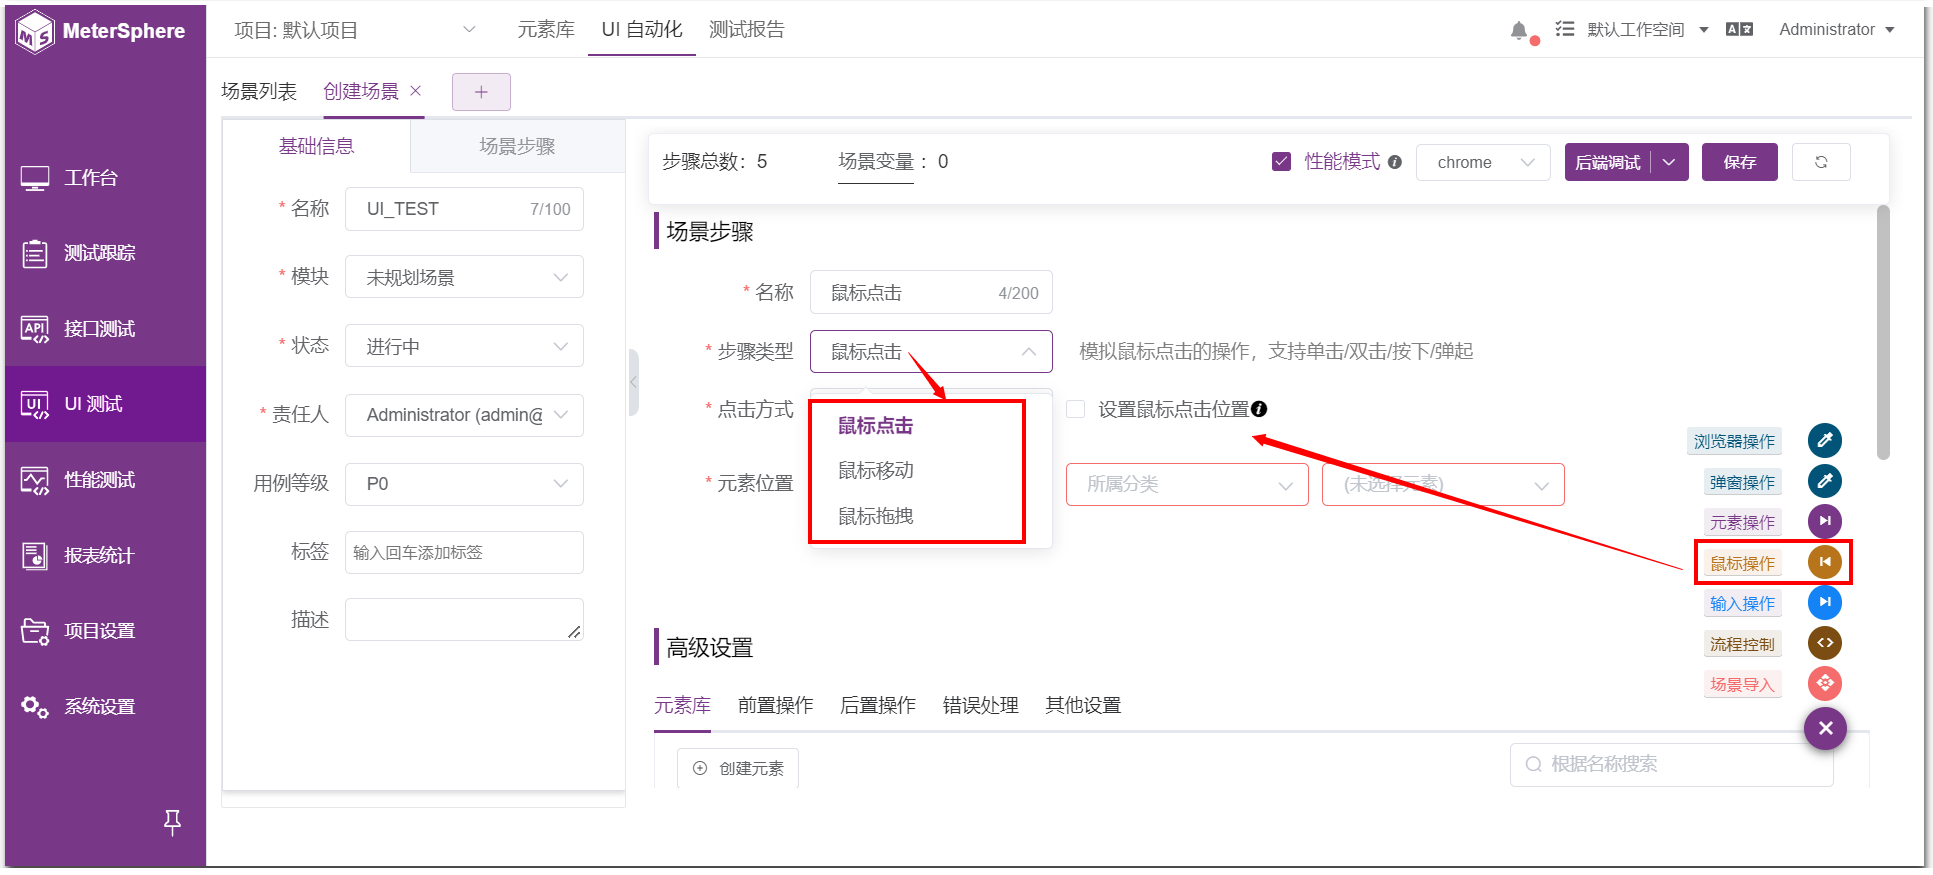 MeterSphere
项目: 默认项目
元素库
UI 自动化
测试报告
默认工作空间
Administrator
场景列表
创建场景
工作台
测试跟踪
API
接口测试
UI
UI 测试
性能测试
报表统计
项目设置
系统设置
基础信息
场景步骤
* 名称
UI_TEST
7/100
* 模块
未规划场景
* 状态
进行中
* 责任人
Administrator (admin@
用例等级
P0
标签
输入回车添加标签
描述
步骤总数：5
场景变量：0
性能模式
chrome
后端调试
保存
场景步骤
* 名称
鼠标点击
4/200
* 步骤类型
鼠标点击
模拟鼠标点击的操作，支持单击/双击/按下/弹起
* 点击方式
鼠标点击
鼠标移动
鼠标拖拽
设置鼠标点击位置
* 元素位置
所属分类
(未选择元素)
浏览器操作
弹窗操作
元素操作
鼠标操作
输入操作
流程控制
场景导入
高级设置
元素库
前置操作
后置操作
错误处理
其他设置
创建元素
根据名称搜索